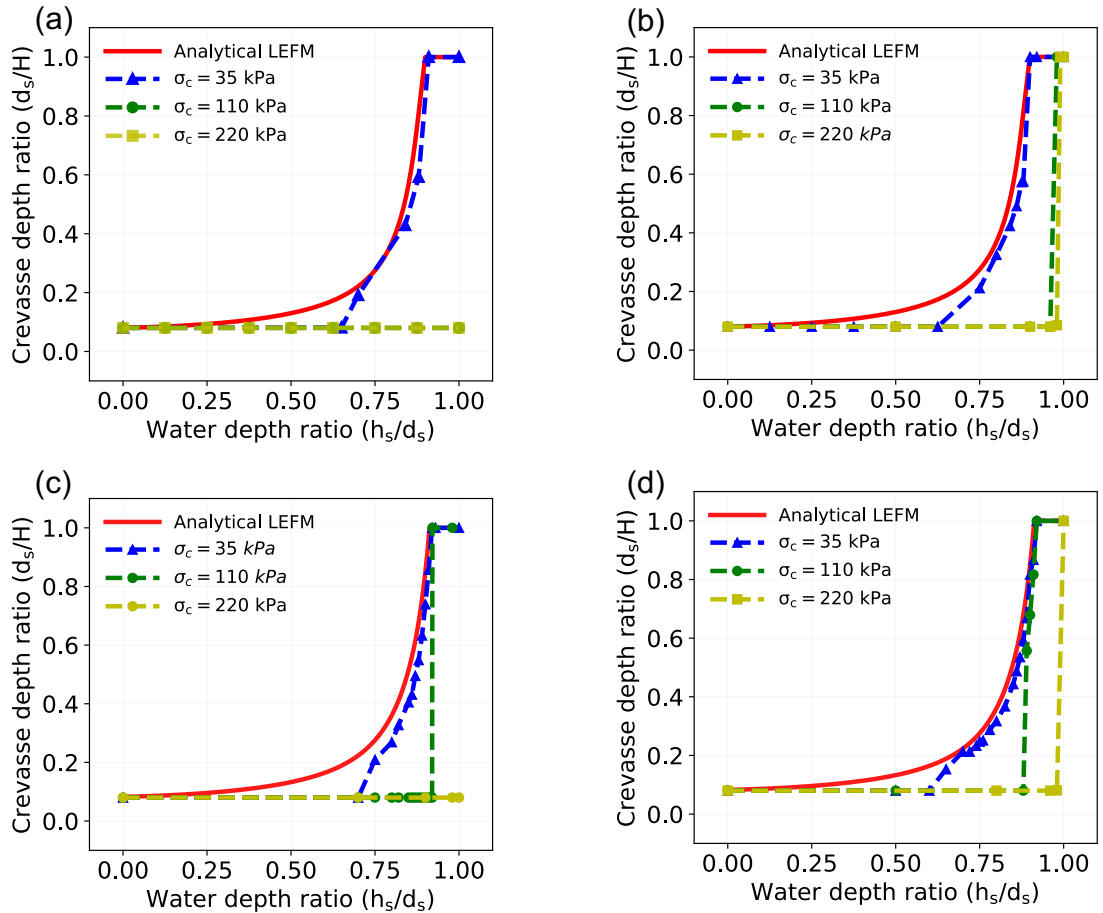 (a)
Analytical LEFM
σc = 35 kPa
σc = 110 kPa
σc = 220 kPa
Crevasse depth ratio (ds/H)
1.0
0.8
0.6
0.4
0.2
0.0
0.00 0.25 0.50 0.75 1.00
Water depth ratio (hs/ds)
(b)
Analytical LEFM
σc = 35 kPa
σc = 110 kPa
σc = 220 kPa
Crevasse depth ratio (ds/H)
1.0
0.8
0.6
0.4
0.2
0.0
0.00 0.25 0.50 0.75 1.00
Water depth ratio (hs/ds)
(c)
Analytical LEFM
σc = 35 kPa
σc = 110 kPa
σc = 220 kPa
Crevasse depth ratio (ds/H)
1.0
0.8
0.6
0.4
0.2
0.0
0.00 0.25 0.50 0.75 1.00
Water depth ratio (hs/ds)
(d)
Analytical LEFM
σc = 35 kPa
σc = 110 kPa
σc = 220 kPa
Crevasse depth ratio (ds/H)
1.0
0.8
0.6
0.4
0.2
0.0
0.00 0.25 0.50 0.75 1.00
Water depth ratio (hs/ds)